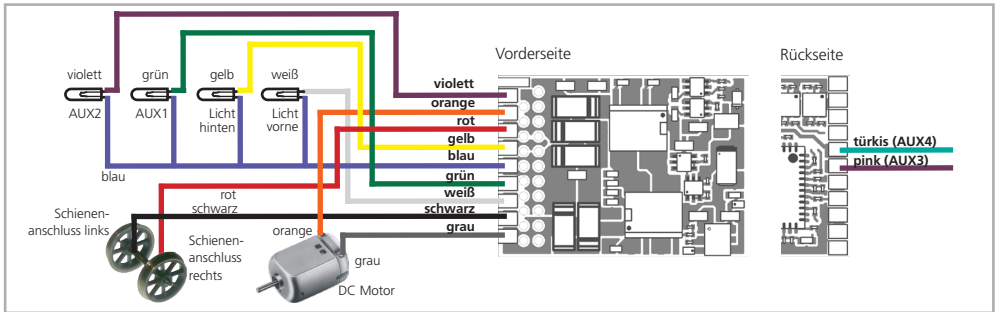 Vorderseite
Rückseite
violett
grün
gelb
weiß
AUX2
AUX1
Licht
hinten
Licht
vorne
blau
violett
orange
rot
gelb
blau
grün
weiß
schwarz
grau
türkis (AUX4)
pink (AUX3)
rot
schwarz
Schienen-
anschluss links
Schienen-
anschluss
rechts
orange
grau
DC Motor